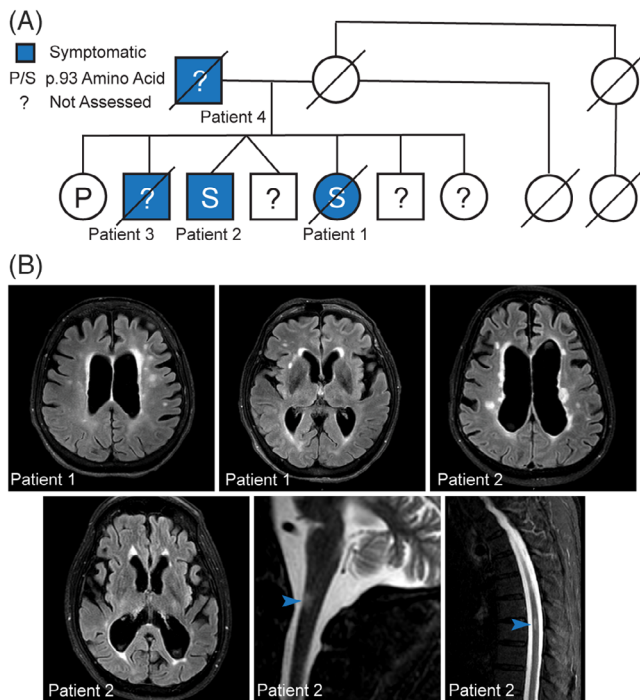 (A)
Symptomatic
P/S p.93 Amino Acid
? Not Assessed
?
Patient 4
P
?
S
?
S
?
?
Patient 3
Patient 2
Patient 1
(B)
Patient 1
Patient 1
Patient 2
Patient 2
Patient 2
Patient 2